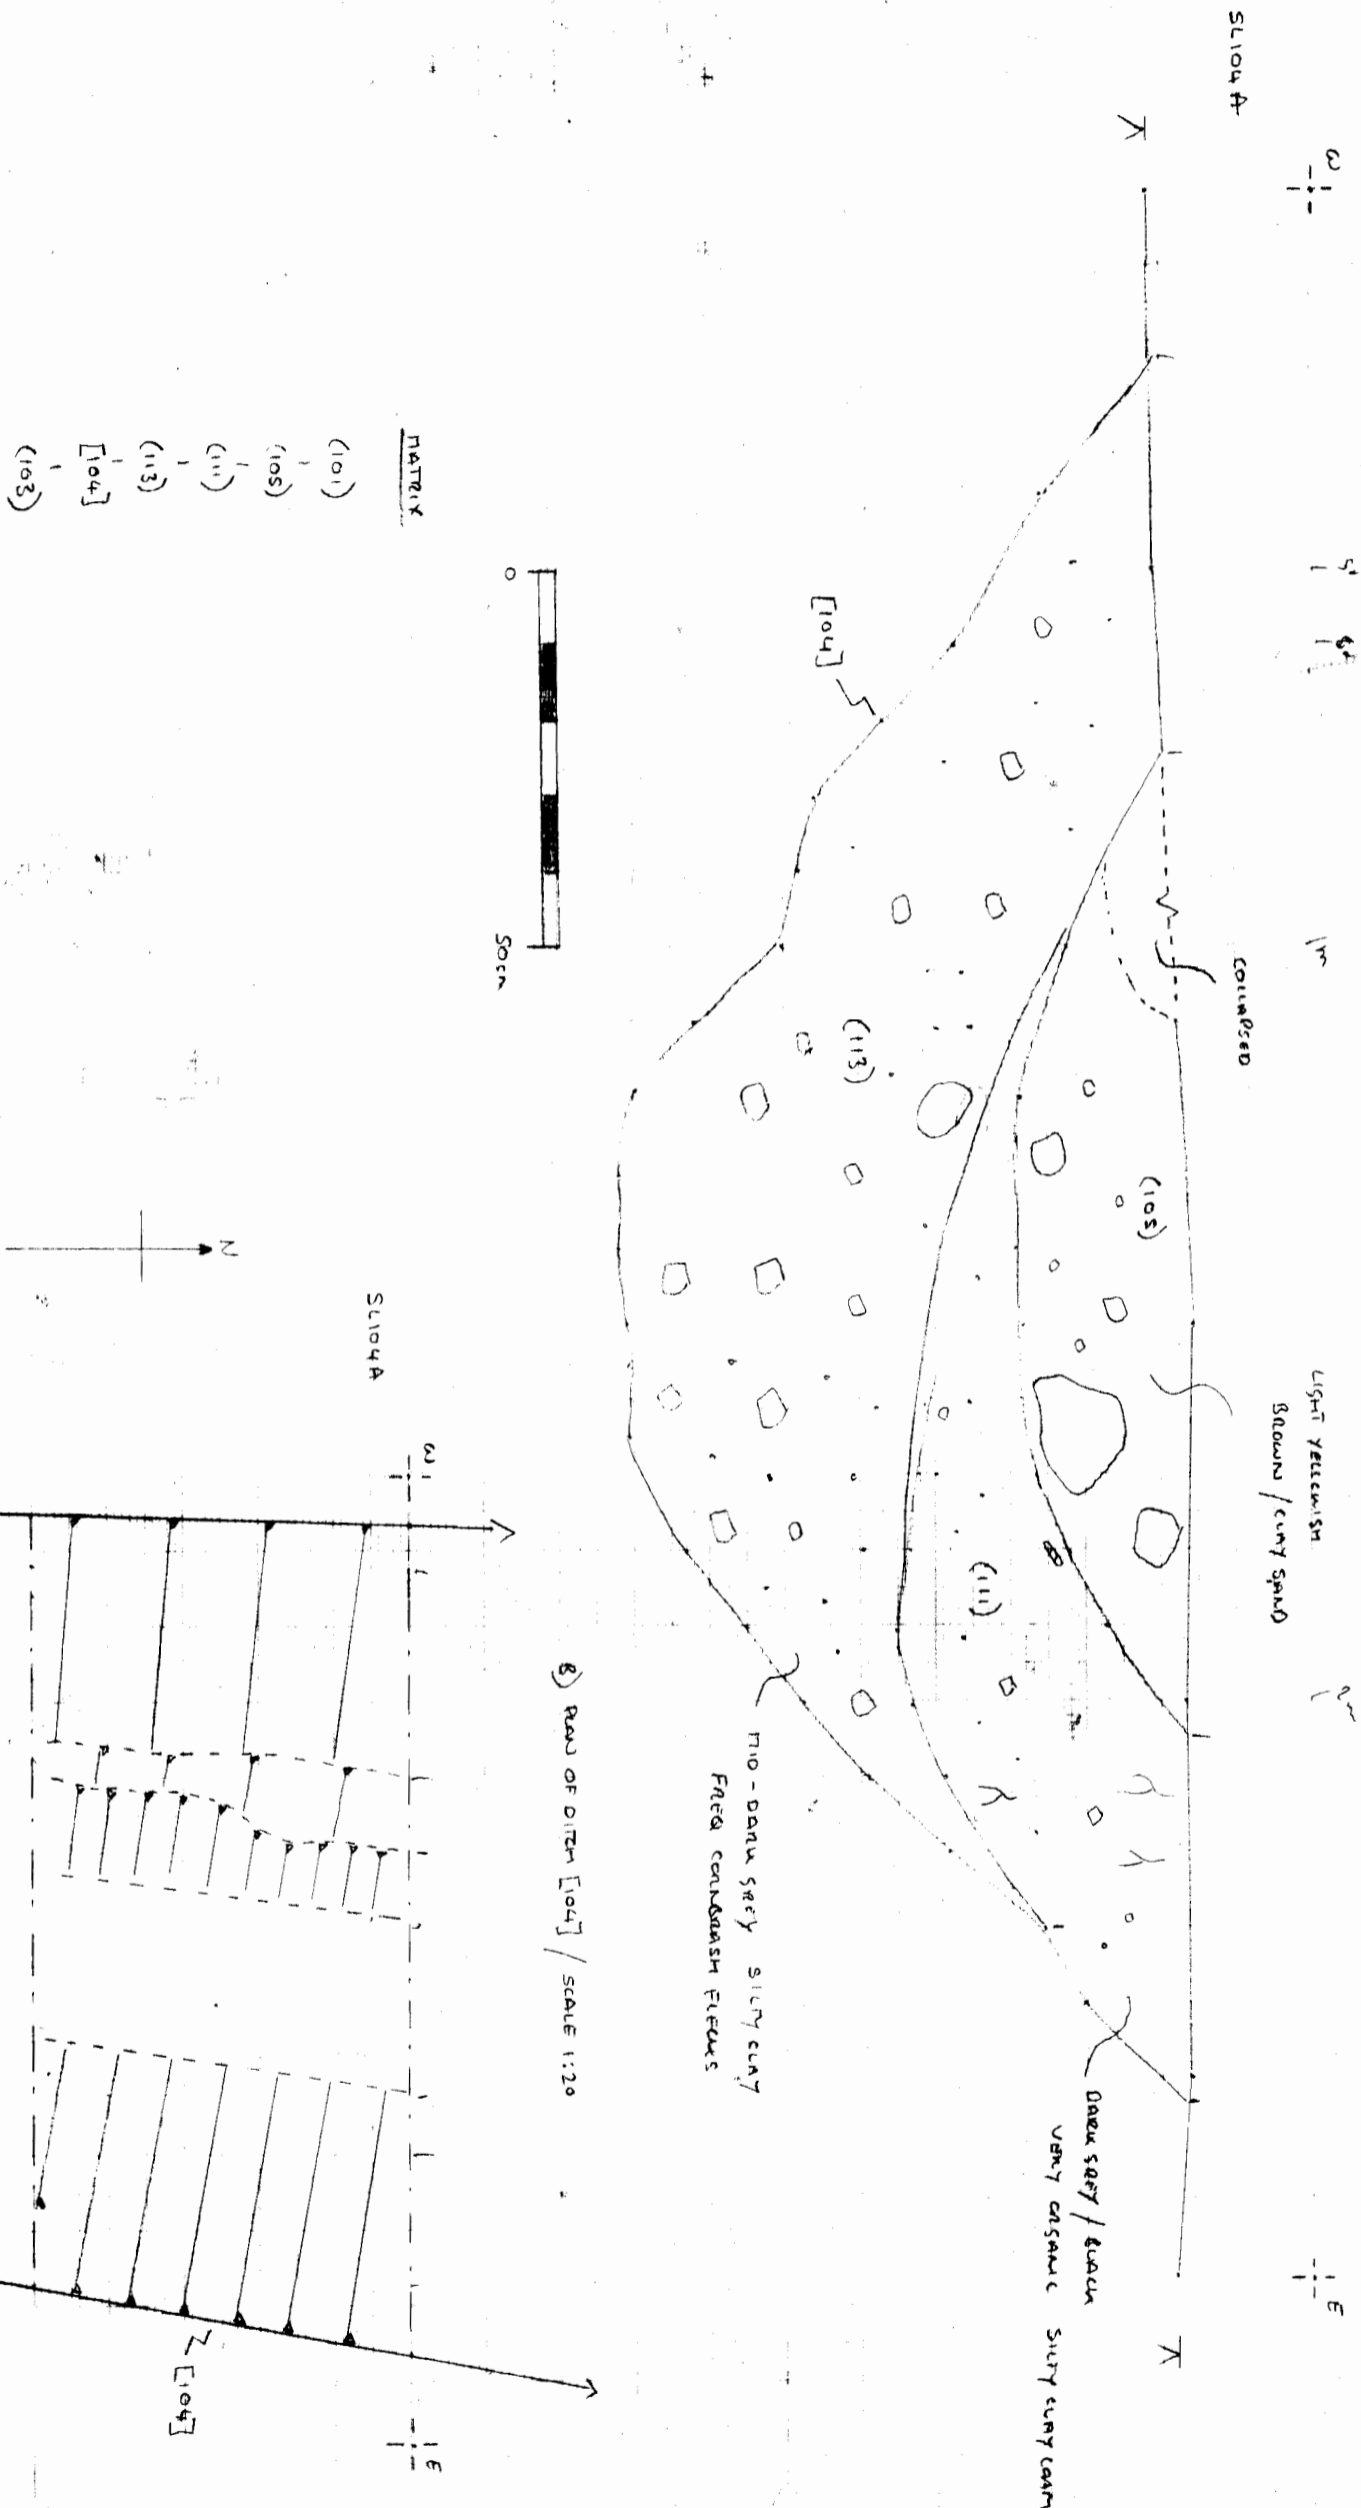 W
5'
1m
2m
E
SL104A
COLLAPSED
LIGHT YELLOWISH
BROWN / CLAY SAND
(105)
(111)
(113)
[104]
DARK GREY / BLACK
VERY ORGANIC SILTY CLAY LOAM
MID-DARK GREY SILTY CLAY
FREQ CORNBRASH FLECKS
0
50cm
MATRIX
(101)
(105)
(111)
(113)
[104]
(103)
N
B) PLAN OF DITCH [104] / SCALE 1:20
SL104A
W
E
[104]